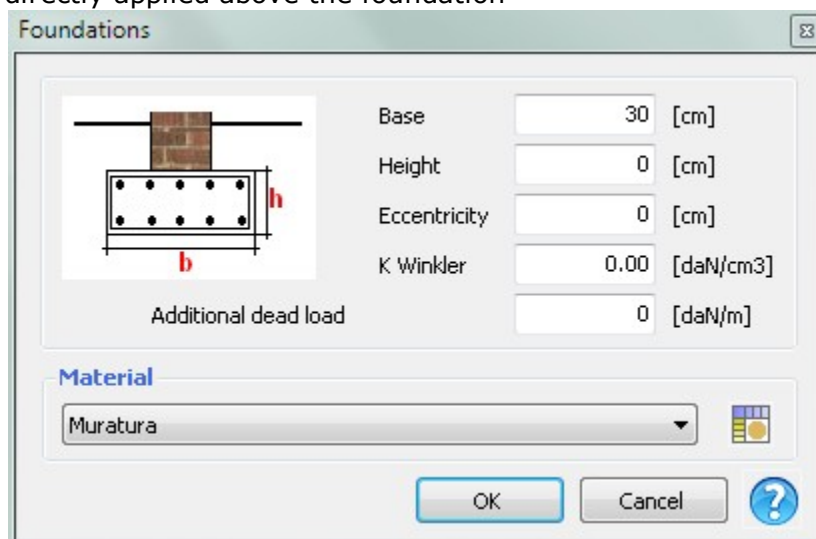 directly applied above the foundation
Foundations
Base 30 [cm]
Height 0 [cm]
h
Eccentricity 0 [cm]
b
K Winkler 0.00 [daN/cm3]
Additional dead load 0 [daN/m]
Material
Muratura
OK Cancel ?